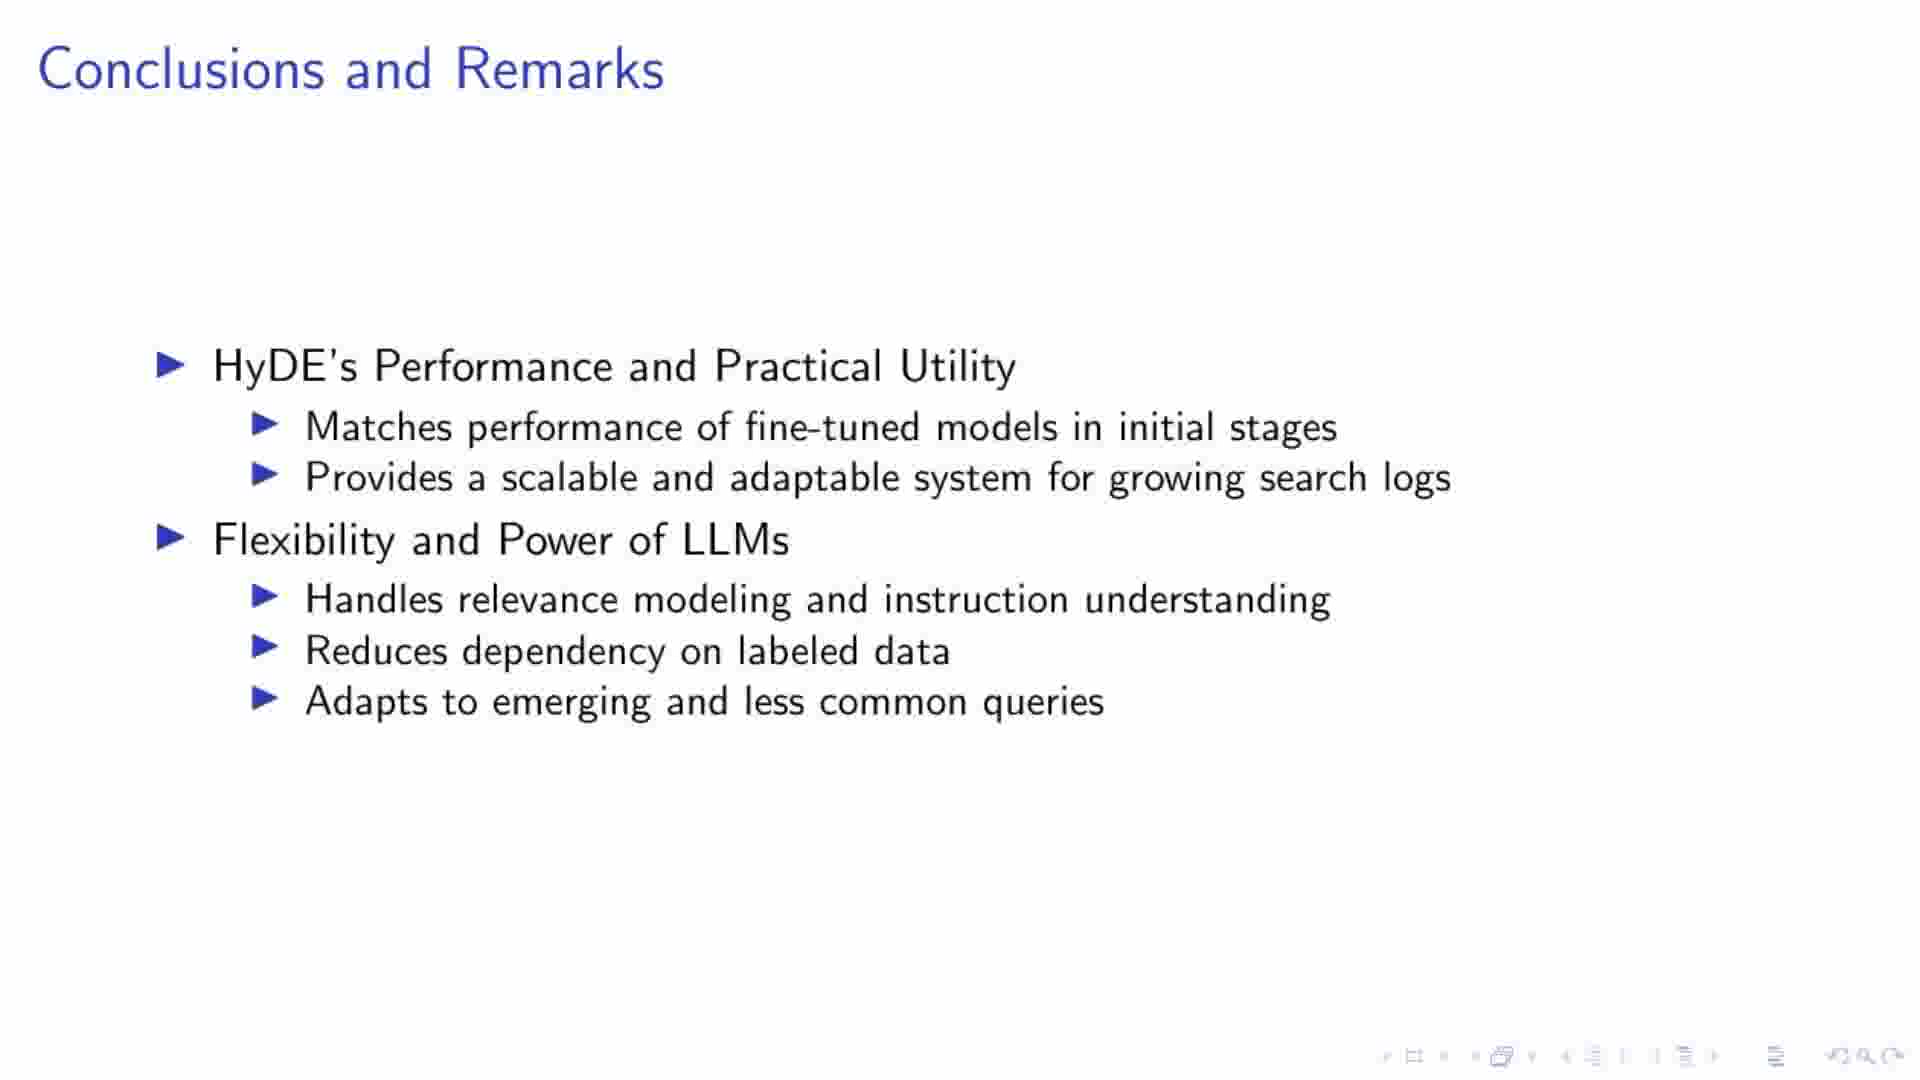 Conclusions and Remarks
HyDE's Performance and Practical Utility
Matches performance of fine-tuned models in initial stages
Provides a scalable and adaptable system for growing search logs
Flexibility and Power of LLMs
Handles relevance modeling and instruction understanding
Reduces dependency on labeled data
Adapts to emerging and less common queries